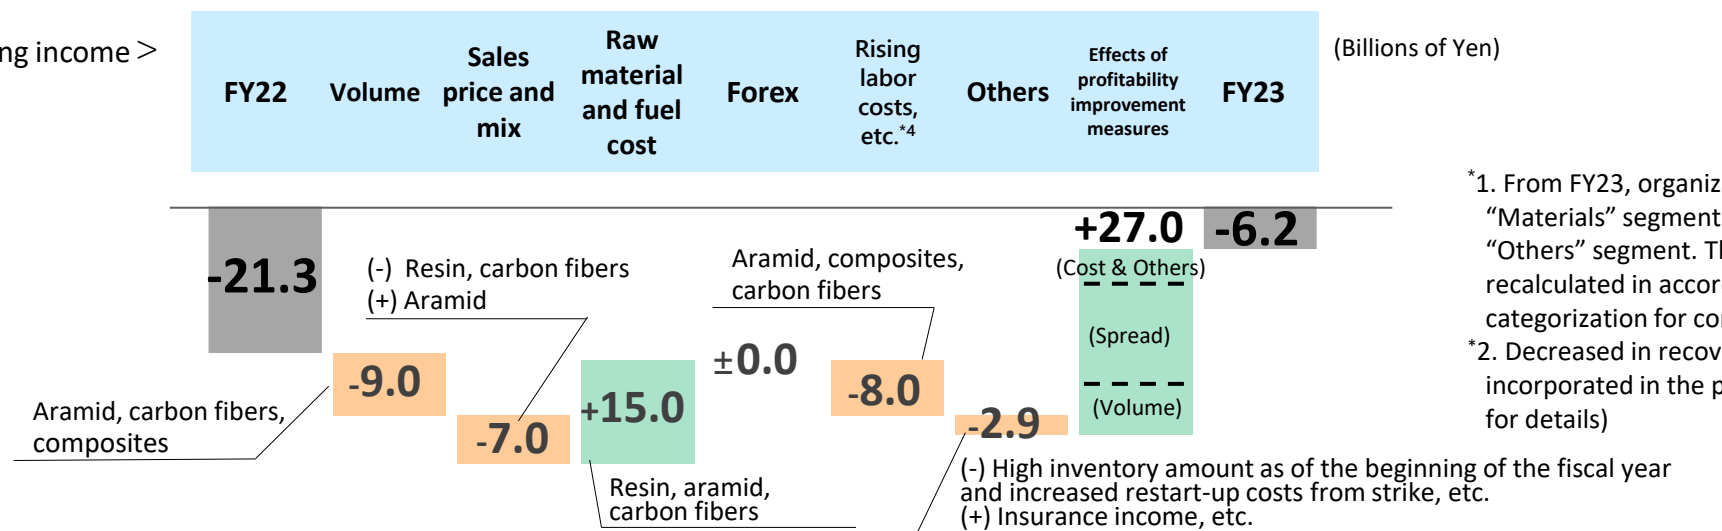 ng income >
FY22
Volume
Sales
price and
mix
Raw
material
and fuel
cost
Forex
Rising
labor
costs,
etc.*4
Others
Effects of
profitability
improvement
measures
FY23
(Billions of Yen)
-21.3
-9.0
-7.0
+15.0
±0.0
-8.0
-2.9
+27.0
(Cost & Others)
(Spread)
(Volume)
-6.2
Aramid, carbon fibers,
composites
(-) Resin, carbon fibers
(+) Aramid
Resin, aramid,
carbon fibers
Aramid, composites,
carbon fibers
(-) High inventory amount as of the beginning of the fiscal year
and increased restart-up costs from strike, etc.
(+) Insurance income, etc.
*1. From FY23, organiz
“Materials” segment
“Others” segment. Th
recalculated in accor
categorization for co
*2. Decreased in recov
incorporated in the p
for details)